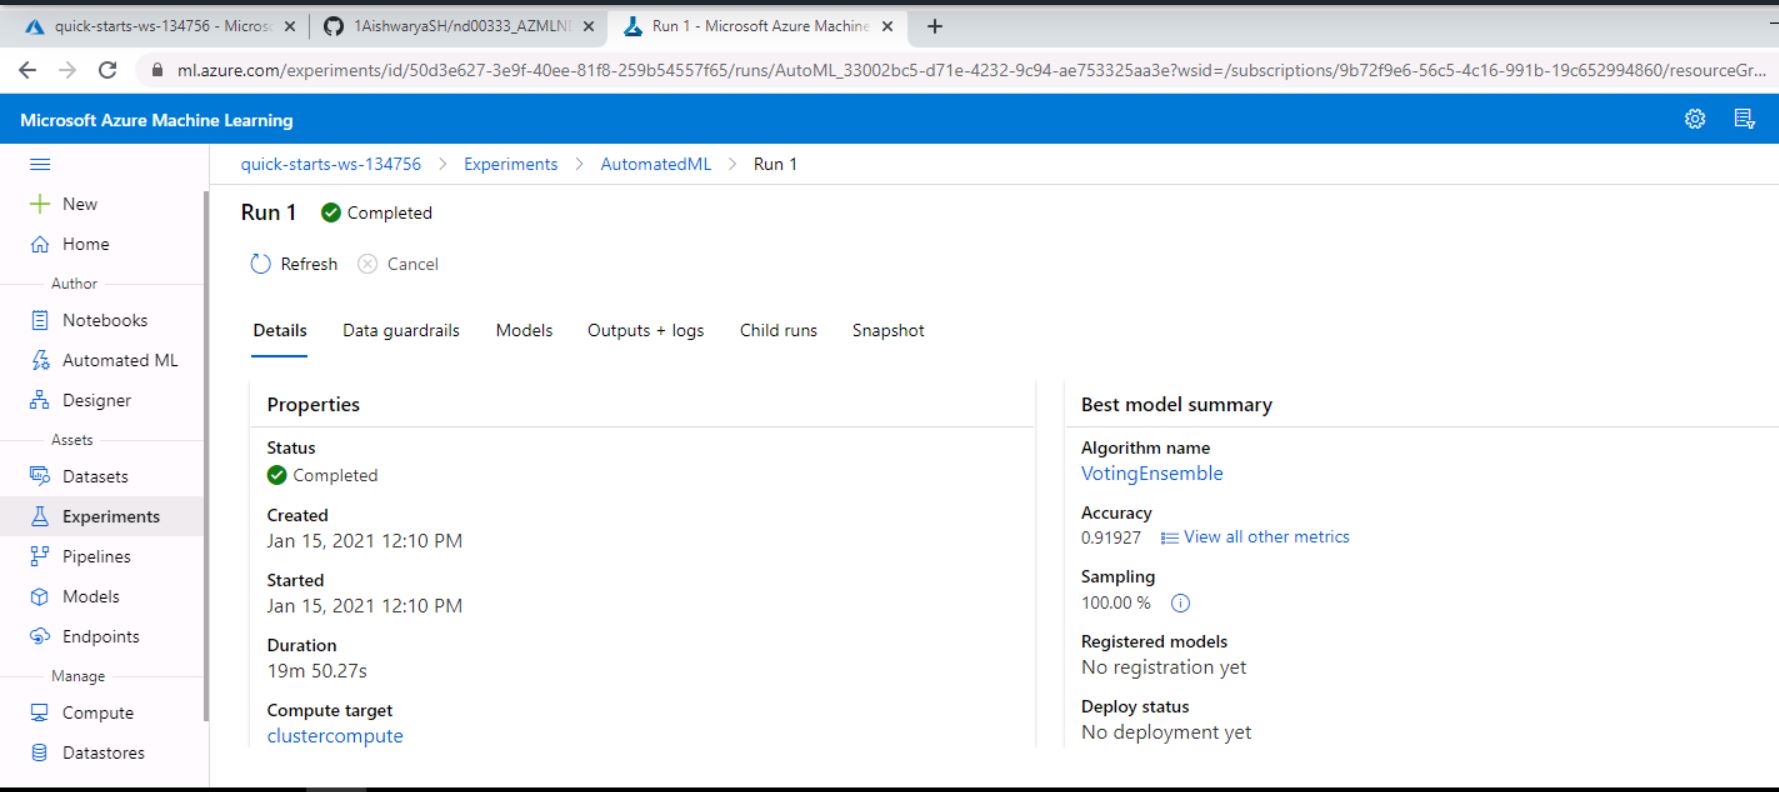 quick-starts-ws-134756 - Micros
1AishwaryaSH/nd00333_AZMLN
Run 1 - Microsoft Azure Machine
ml.azure.com/experiments/id/50d3e627-3e9f-40ee-81f8-259b54557f65/runs/AutoML_33002bc5-d71e-4232-9c94-ae753325aa3e?wsid=/subscriptions/9b72f9e6-56c5-4c16-991b-19c652994860/resourceGr...
Microsoft Azure Machine Learning
quick-starts-ws-134756 > Experiments > AutomatedML > Run 1
New
Home
Author
Notebooks
Automated ML
Designer
Assets
Datasets
Experiments
Pipelines
Models
Endpoints
Manage
Compute
Datastores
Run 1 Completed
Refresh Cancel
Details Data guardrails Models Outputs + logs Child runs Snapshot
Properties
Status
Completed
Created
Jan 15, 2021 12:10 PM
Started
Jan 15, 2021 12:10 PM
Duration
19m 50.27s
Compute target
clustercompute
Best model summary
Algorithm name
VotingEnsemble
Accuracy
0.91927 View all other metrics
Sampling
100.00 %
Registered models
No registration yet
Deploy status
No deployment yet